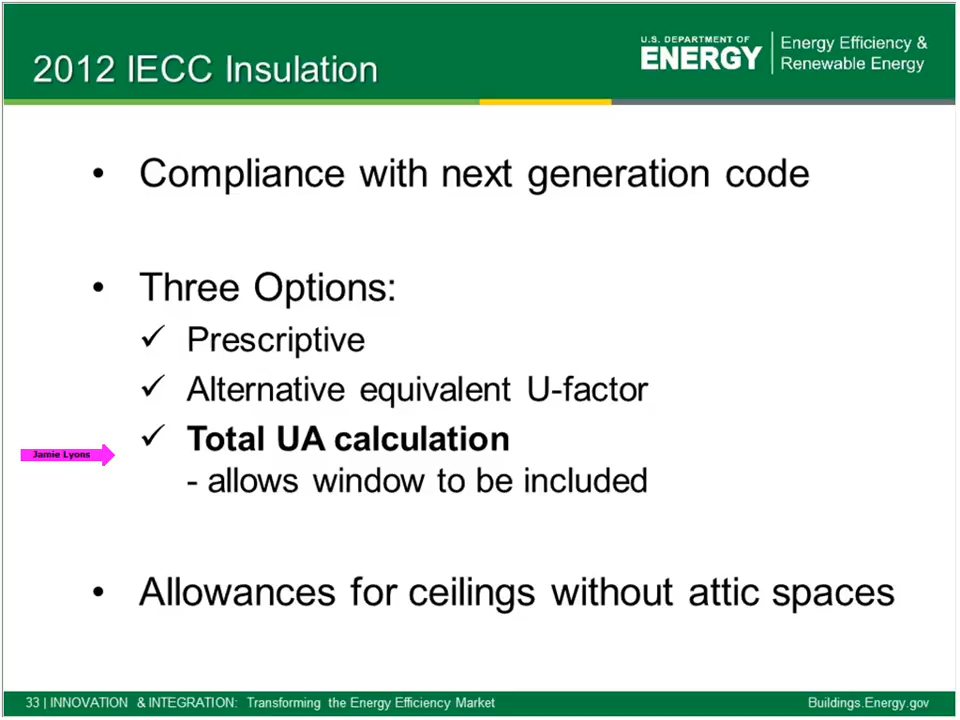 2012 IECC Insulation
U.S. DEPARTMENT OF
ENERGY
Energy Efficiency &
Renewable Energy
• Compliance with next generation code
• Three Options:
✓ Prescriptive
✓ Alternative equivalent U-factor
✓ Total UA calculation
Jamie Lyons
- allows window to be included
• Allowances for ceilings without attic spaces
33 | INNOVATION & INTEGRATION: Transforming the Energy Efficiency Market
Buildings.Energy.gov